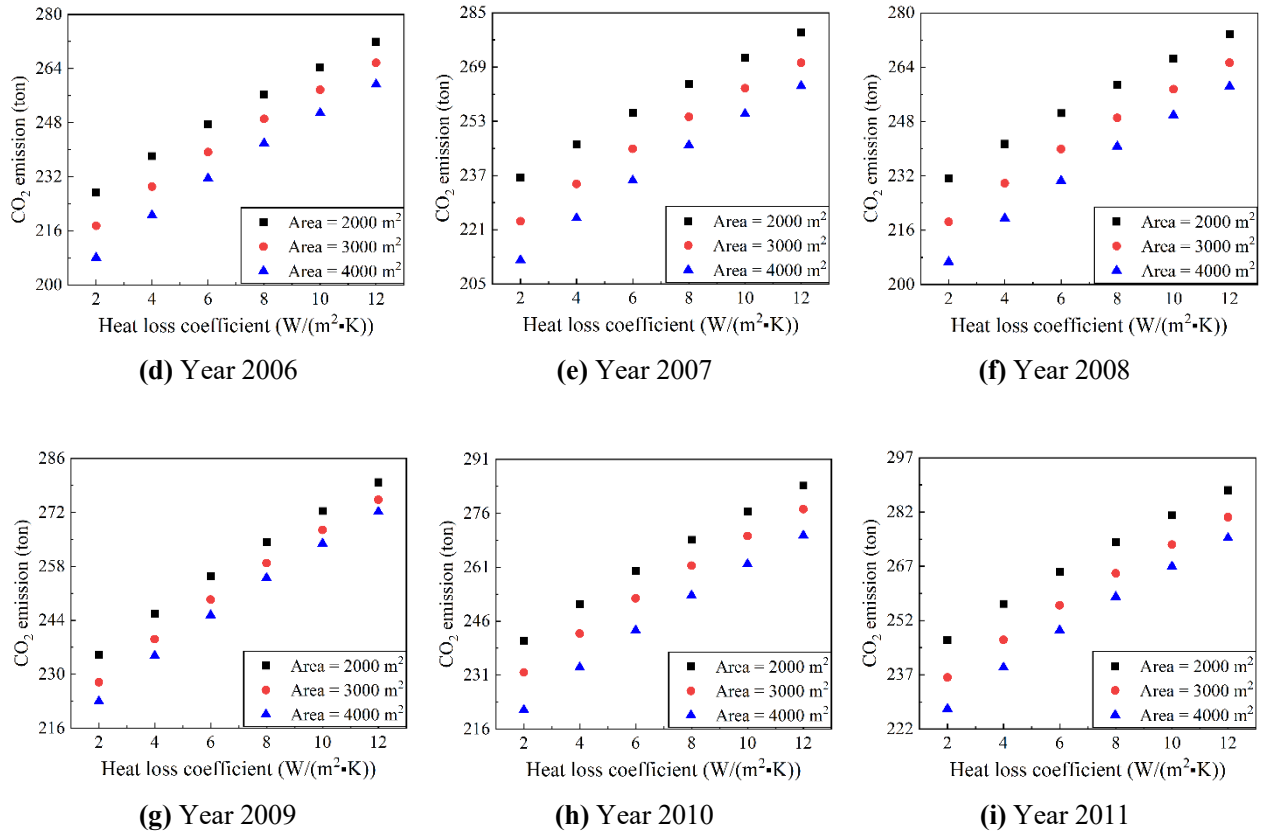 280
264
248
232
216
200
CO₂ emission (ton)
Area = 2000 m²
Area = 3000 m²
Area = 4000 m²
2 4 6 8 10 12
Heat loss coefficient (W/(m²▪K))
(d) Year 2006
285
269
253
237
221
205
CO₂ emission (ton)
Area = 2000 m²
Area = 3000 m²
Area = 4000 m²
2 4 6 8 10 12
Heat loss coefficient (W/(m²▪K))
(e) Year 2007
280
264
248
232
216
200
CO₂ emission (ton)
Area = 2000 m²
Area = 3000 m²
Area = 4000 m²
2 4 6 8 10 12
Heat loss coefficient (W/(m²▪K))
(f) Year 2008
286
272
258
244
230
216
CO₂ emission (ton)
Area = 2000 m²
Area = 3000 m²
Area = 4000 m²
2 4 6 8 10 12
Heat loss coefficient (W/(m²▪K))
(g) Year 2009
291
276
261
246
231
216
CO₂ emission (ton)
Area = 2000 m²
Area = 3000 m²
Area = 4000 m²
2 4 6 8 10 12
Heat loss coefficient (W/(m²▪K))
(h) Year 2010
297
282
267
252
237
222
CO₂ emission (ton)
Area = 2000 m²
Area = 3000 m²
Area = 4000 m²
2 4 6 8 10 12
Heat loss coefficient (W/(m²▪K))
(i) Year 2011